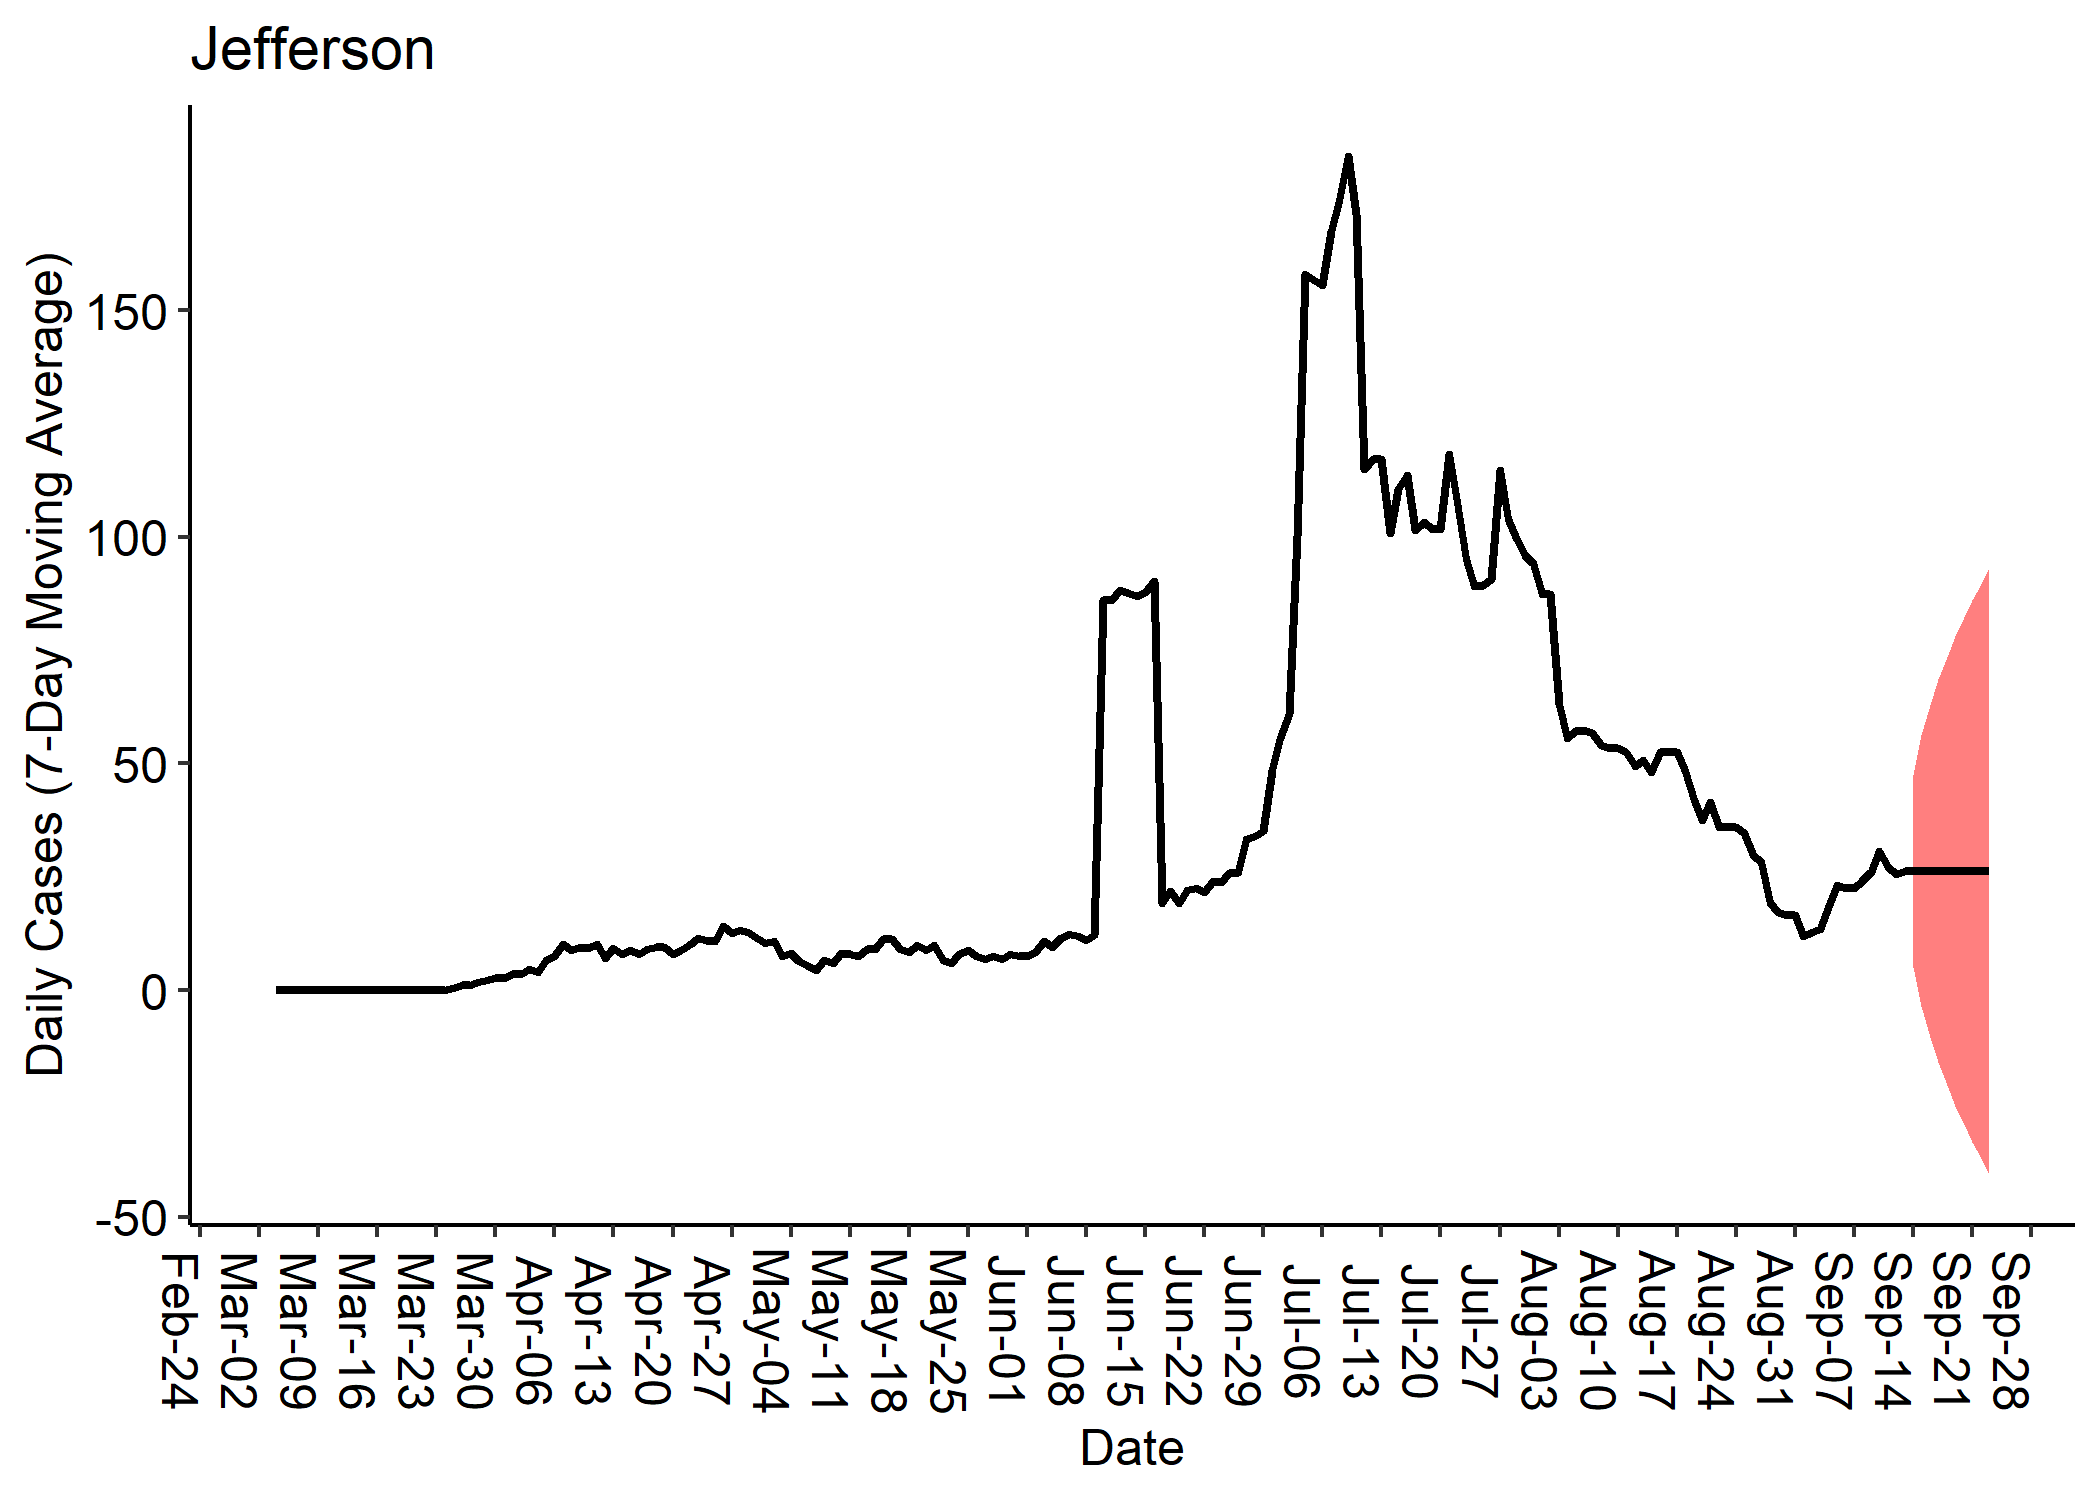 Jefferson
Daily Cases (7-Day Moving Average)
150
100
50
0
-50
Feb-24
Mar-02
Mar-09
Mar-16
Mar-23
Mar-30
Apr-06
Apr-13
Apr-20
Apr-27
May-04
May-11
May-18
May-25
Jun-01
Jun-08
Jun-15
Jun-22
Jun-29
Jul-06
Jul-13
Jul-20
Jul-27
Aug-03
Aug-10
Aug-17
Aug-24
Aug-31
Sep-07
Sep-14
Sep-21
Sep-28
Date